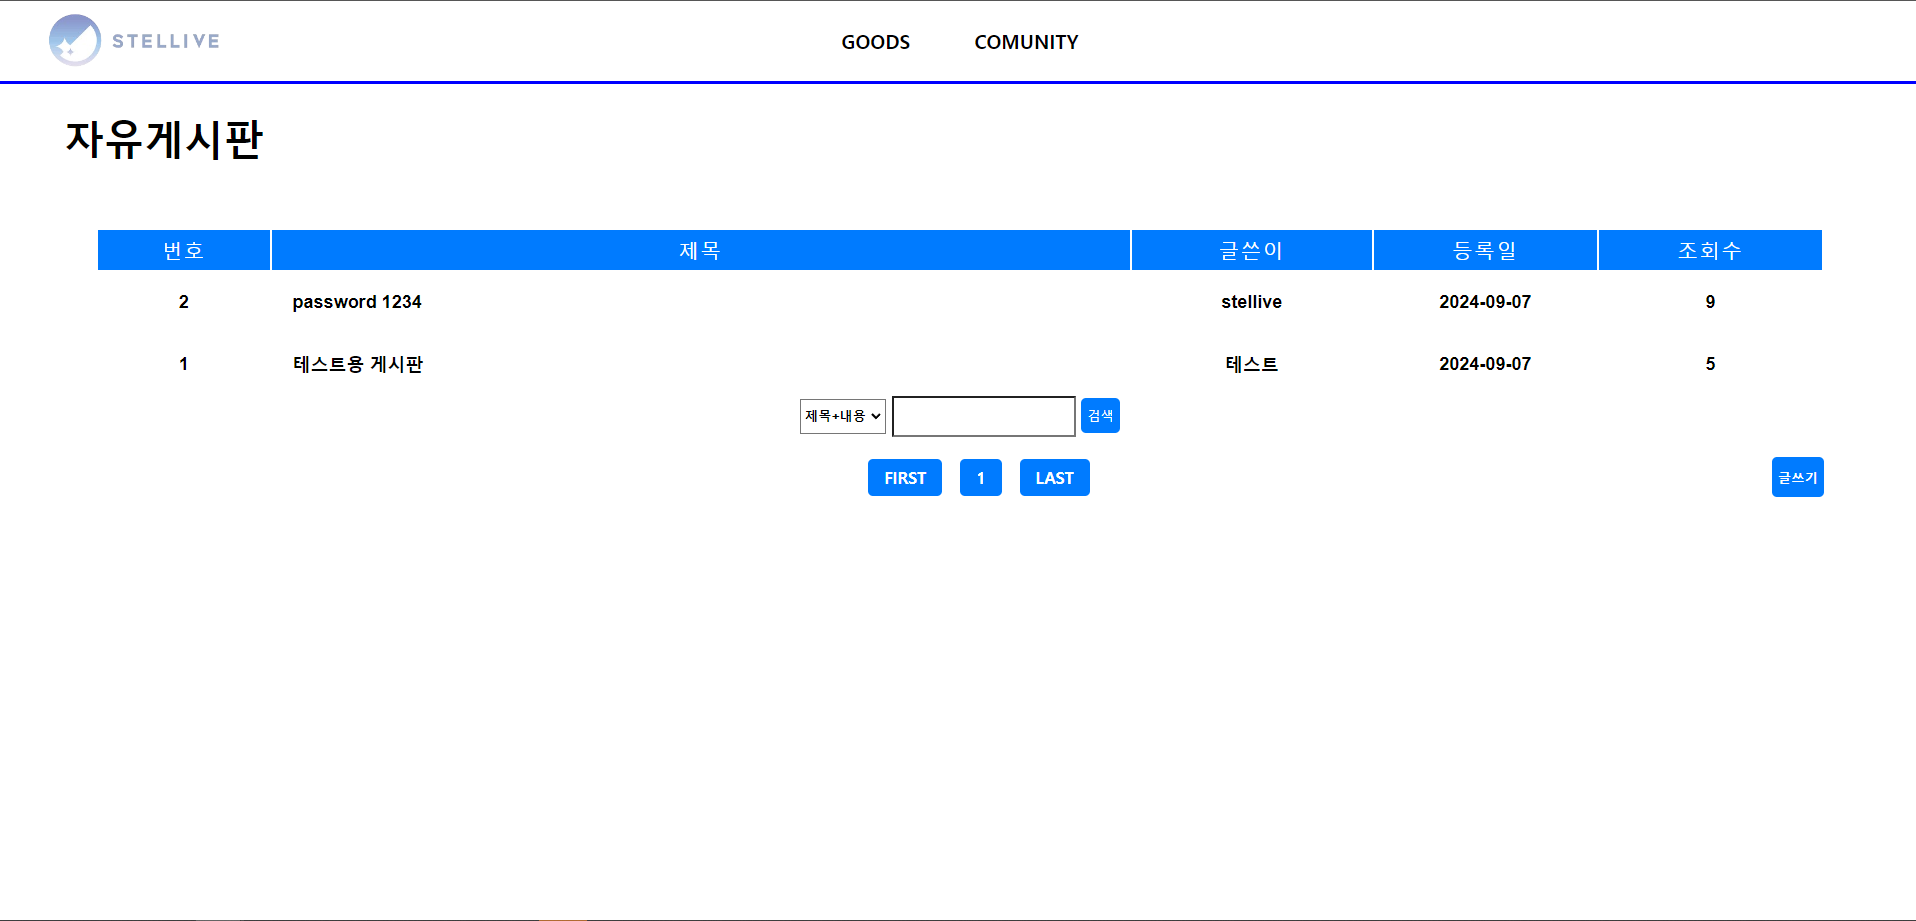 STELLIVE GOODS COMUNITY
자유게시판
번호 제목 글쓴이 등록일 조회수
2 password 1234 stellive 2024-09-07 9
1 테스트용 게시판 테스트 2024-09-07 5
제목+내용 검색
FIRST 1 LAST 글쓰기